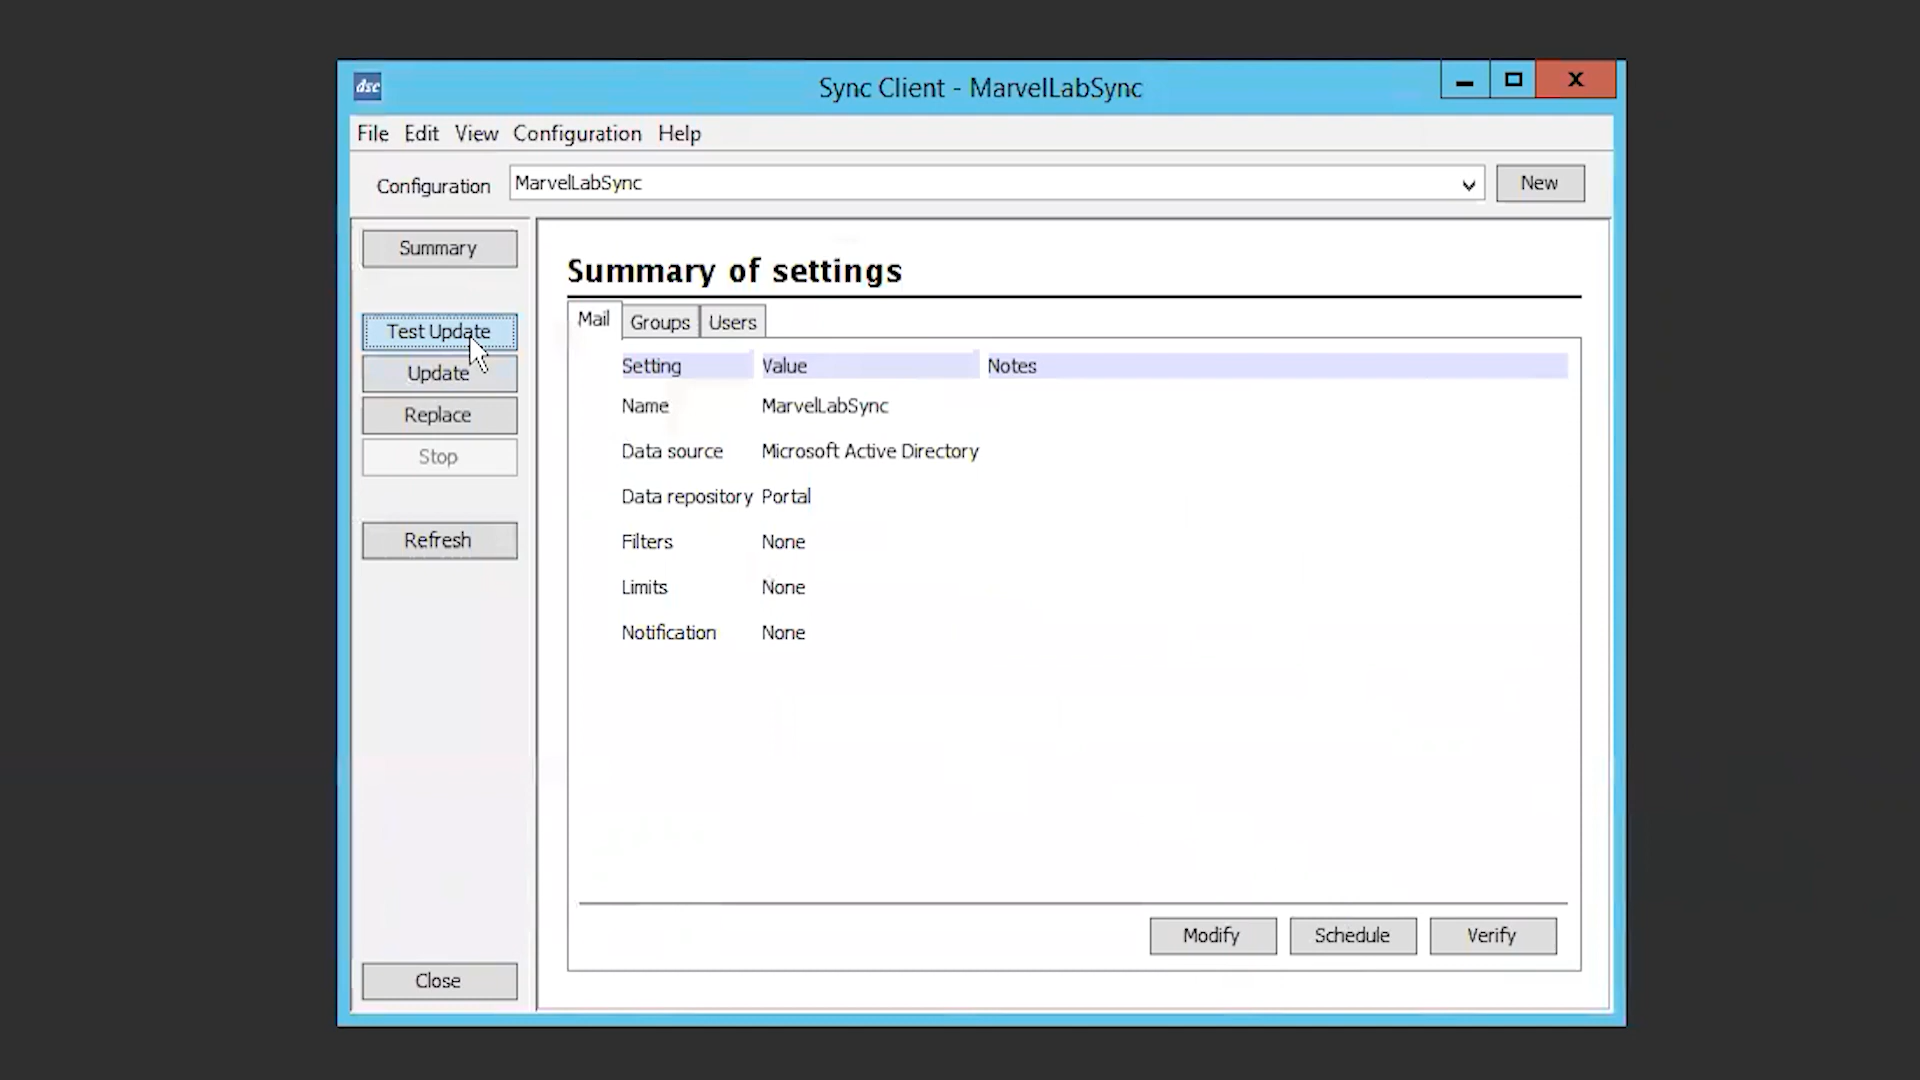 dsc
Sync Client - MarvelLabSync
X
File Edit View Configuration Help
Configuration MarvelLabSync New
Summary
Test Update
Update
Replace
Stop
Refresh
Close
Summary of settings
Mail Groups Users
Setting Value Notes
Name MarvelLabSync
Data source Microsoft Active Directory
Data repository Portal
Filters None
Limits None
Notification None
Modify Schedule Verify